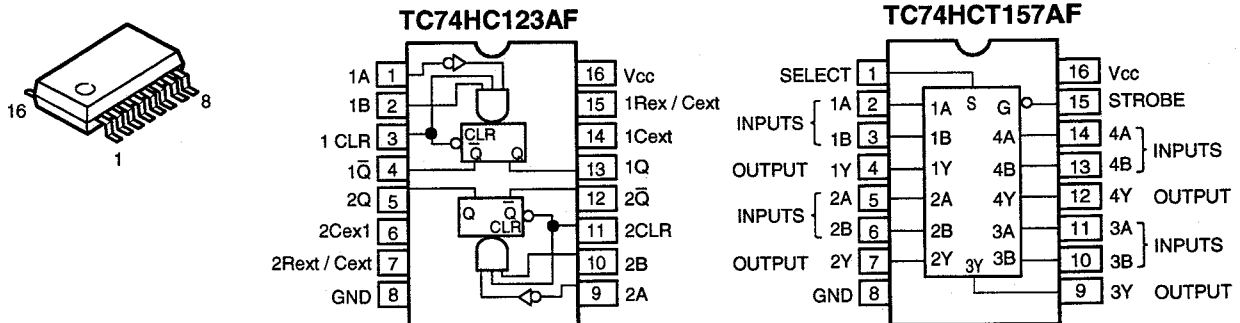 16
8
1
TC74HC123AF
1A 1
1B 2
1 CLR 3
1Q̅ 4
2Q 5
2Cex1 6
2Rext / Cext 7
GND 8
16 Vcc
15 1Rex / Cext
14 1Cext
13 1Q
12 2Q̅
11 2CLR
10 2B
9 2A
CLR
Q̅ Q
Q Q̅
CLR
TC74HCT157AF
SELECT 1
INPUTS
1A 2
1B 3
OUTPUT 1Y 4
INPUTS
2A 5
2B 6
OUTPUT 2Y 7
GND 8
S G
1A 4A
1B 4B
1Y 4Y
2A 3A
2B 3B
2Y 3Y
16 Vcc
15 STROBE
14 4A
13 4B
INPUTS
12 4Y OUTPUT
11 3A
10 3B
INPUTS
9 3Y OUTPUT